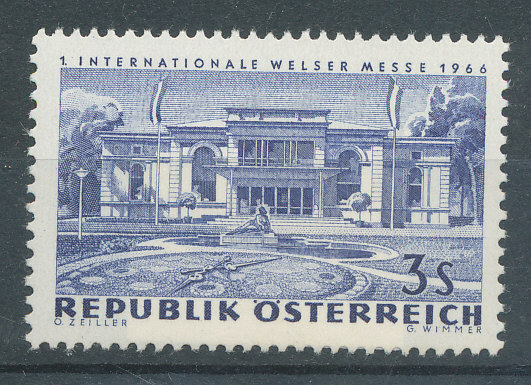 1. INTERNATIONALE WELSER MESSE 1966
3S
REPUBLIK ÖSTERREICH
O. ZEILLER
G. WIMMER